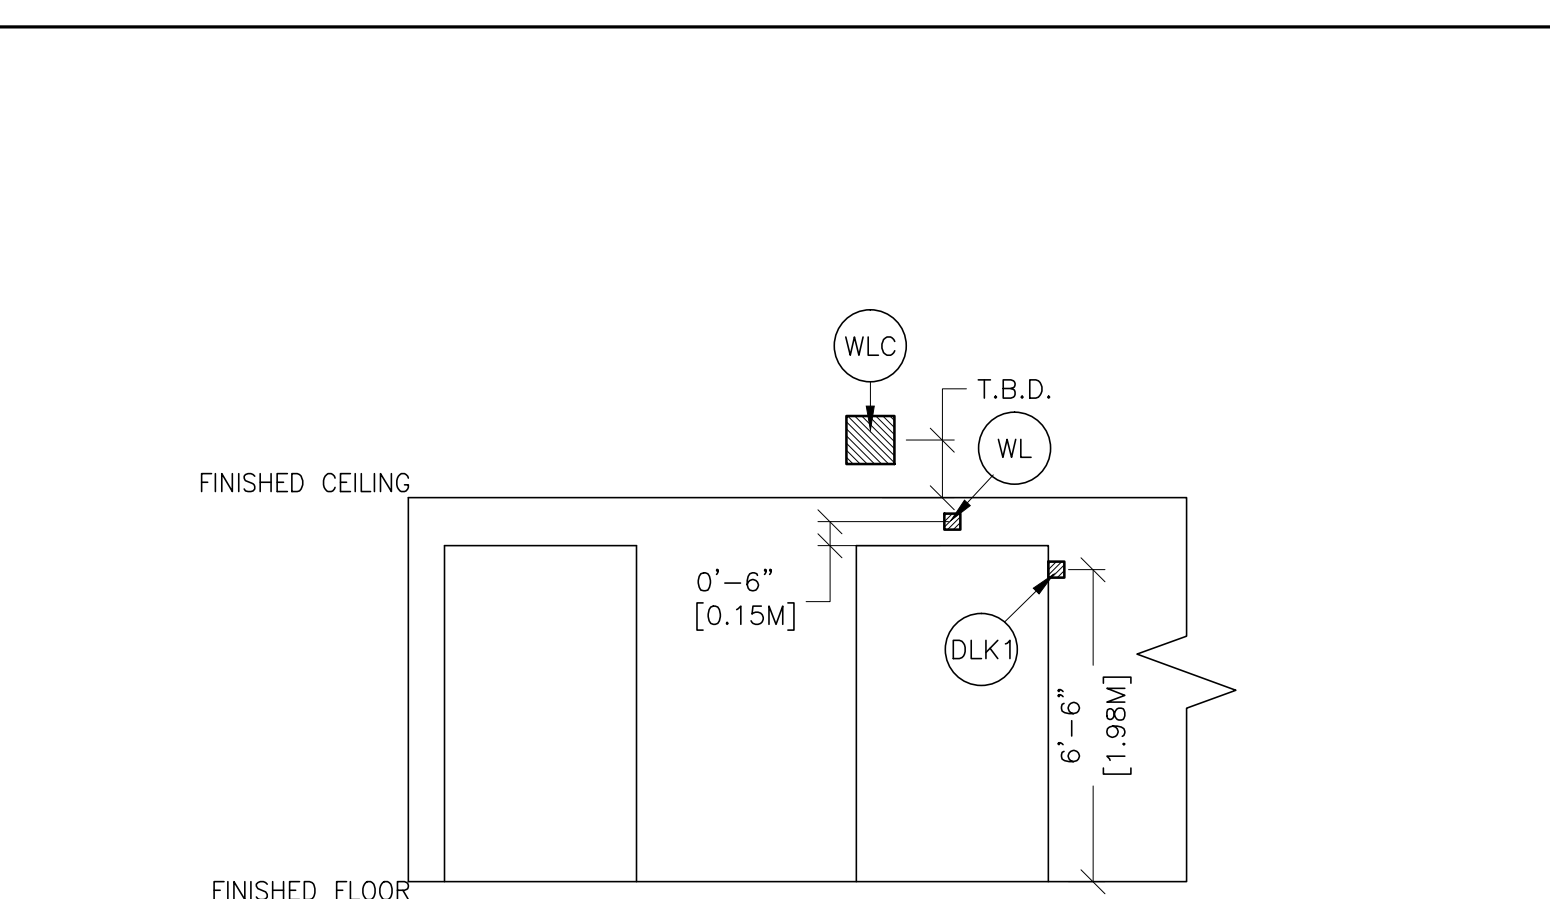 WLC
T.B.D.
WL
FINISHED CEILING
0'-6"
[0.15M]
DLK1
6'-6"
[1.98M]
FINISHED FLOOR